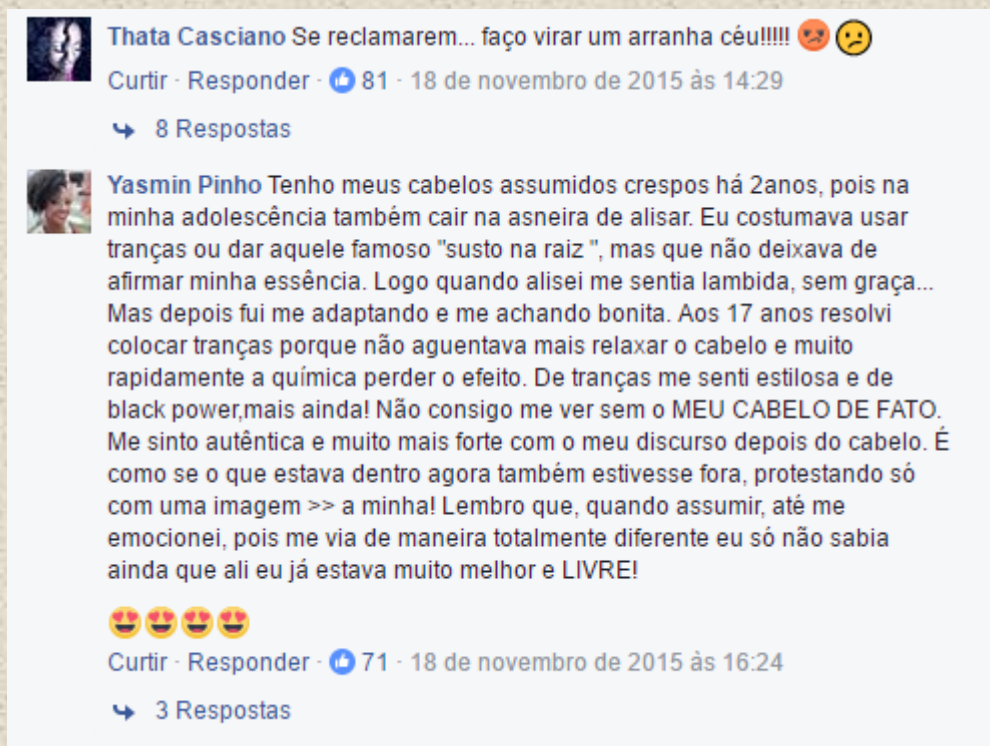 Thata Casciano Se reclamarem... faço virar um arranha céu!!!!! 😡 😕
Curtir · Responder · 81 · 18 de novembro de 2015 às 14:29
8 Respostas
Yasmin Pinho Tenho meus cabelos assumidos crespos há 2anos, pois na
minha adolescência também cair na asneira de alisar. Eu costumava usar
tranças ou dar aquele famoso "susto na raiz ", mas que não deixava de
afirmar minha essência. Logo quando alisei me sentia lambida, sem graça...
Mas depois fui me adaptando e me achando bonita. Aos 17 anos resolvi
colocar tranças porque não aguentava mais relaxar o cabelo e muito
rapidamente a química perder o efeito. De tranças me senti estilosa e de
black power,mais ainda! Não consigo me ver sem o MEU CABELO DE FATO.
Me sinto autêntica e muito mais forte com o meu discurso depois do cabelo. É
como se o que estava dentro agora também estivesse fora, protestando só
com uma imagem >> a minha! Lembro que, quando assumir, até me
emocionei, pois me via de maneira totalmente diferente eu só não sabia
ainda que ali eu já estava muito melhor e LIVRE!
😍😍😍😍
Curtir · Responder · 71 · 18 de novembro de 2015 às 16:24
3 Respostas